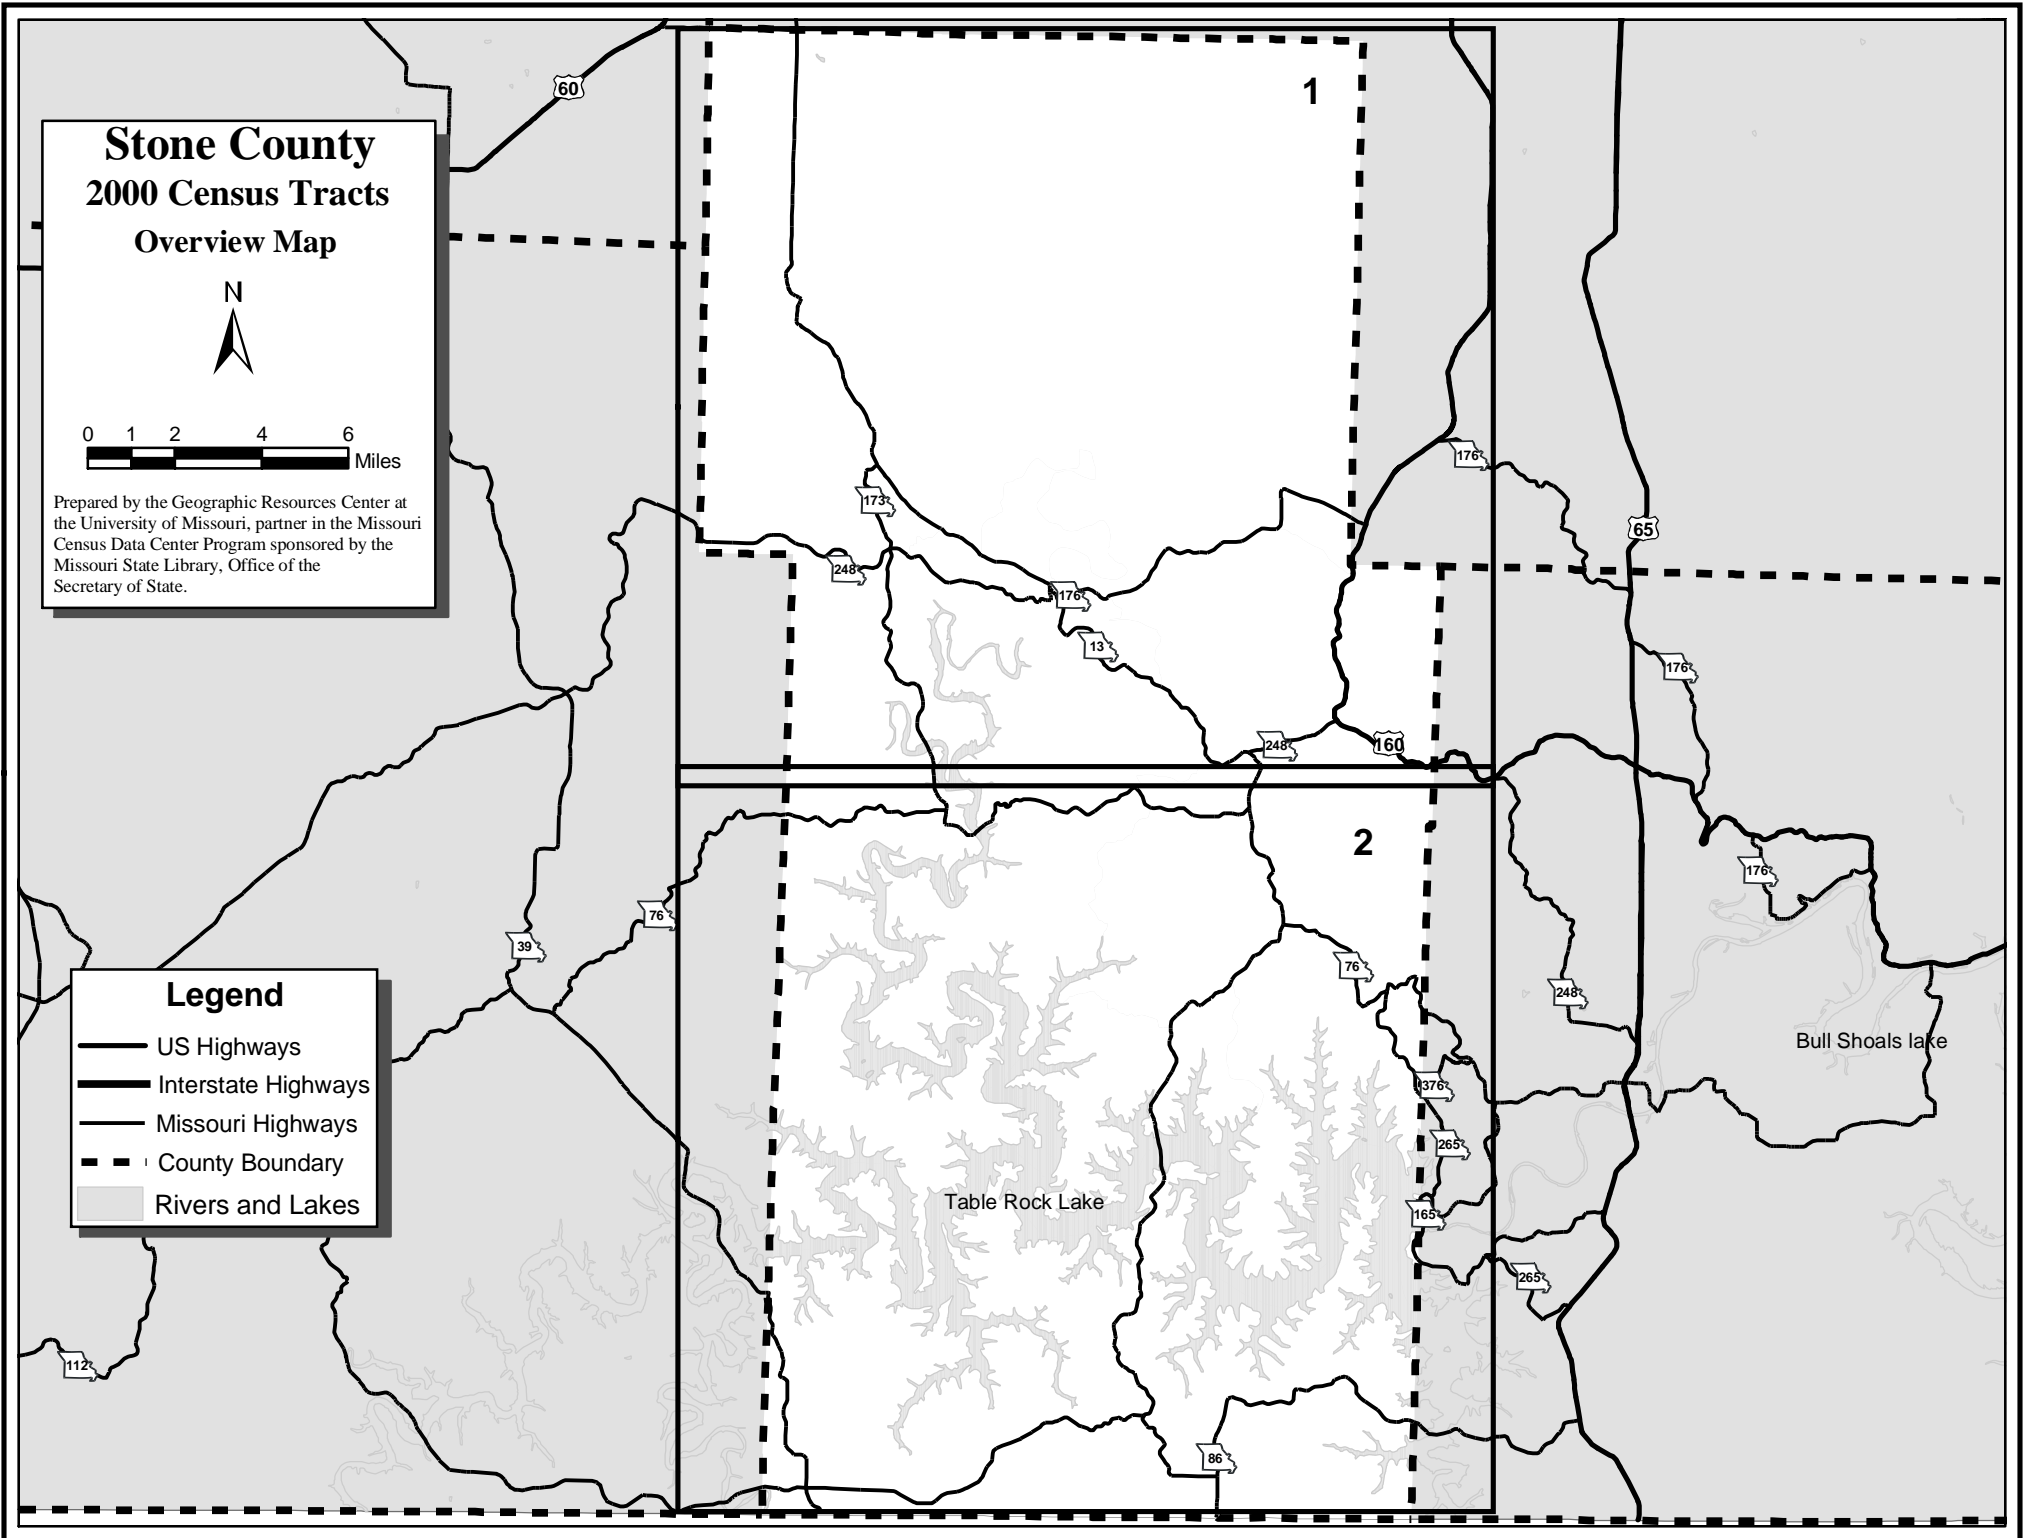 Stone County
2000 Census Tracts
Overview Map
N
0 1 2 4 6
Miles
Prepared by the Geographic Resources Center at
the University of Missouri, partner in the Missouri
Census Data Center Program sponsored by the
Missouri State Library, Office of the
Secretary of State.
60
1
176
173
65
248
176
13
176
248
160
2
176
76
39
76
248
Bull Shoals lake
376
265
Table Rock Lake
165
265
112
86
Legend
US Highways
Interstate Highways
Missouri Highways
County Boundary
Rivers and Lakes